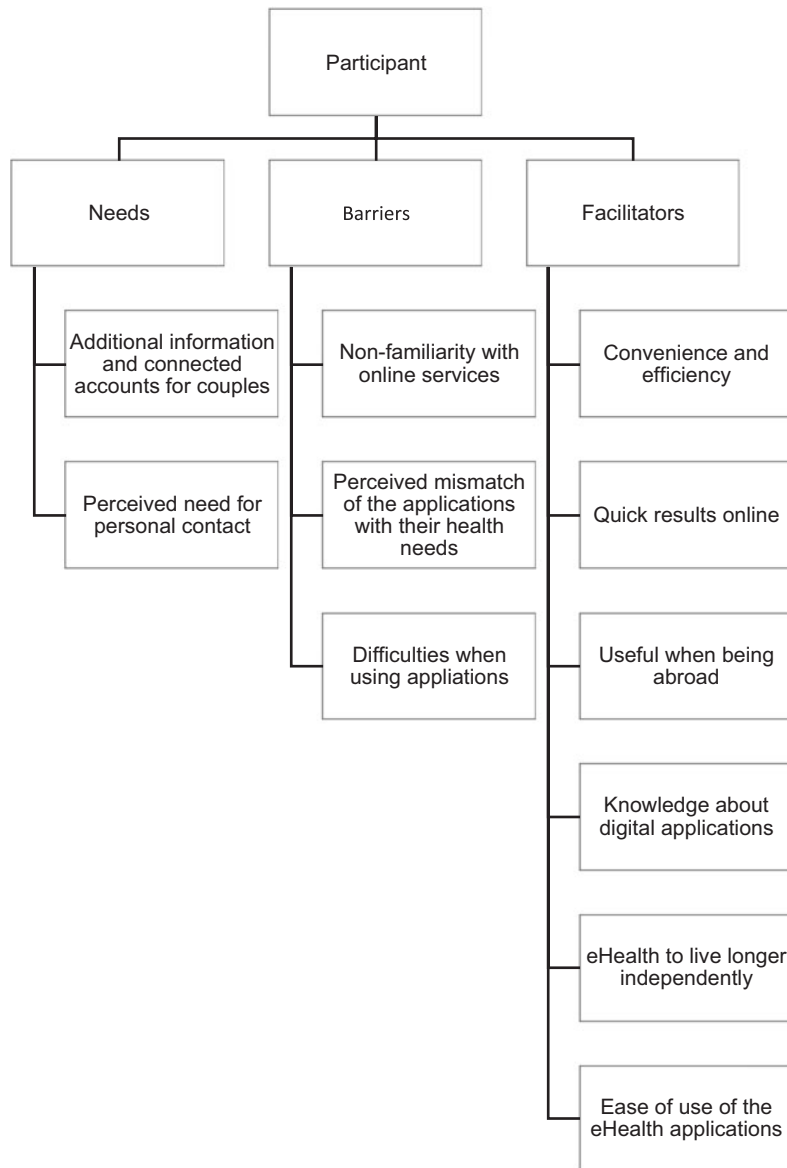 Participant
Needs
Barriers
Facilitators
Additional information
and connected
accounts for couples
Perceived need for
personal contact
Non-familiarity with
online services
Perceived mismatch
of the applications
with their health
needs
Difficulties when
using appliations
Convenience and
efficiency
Quick results online
Useful when being
abroad
Knowledge about
digital applications
eHealth to live longer
independently
Ease of use of the
eHealth applications